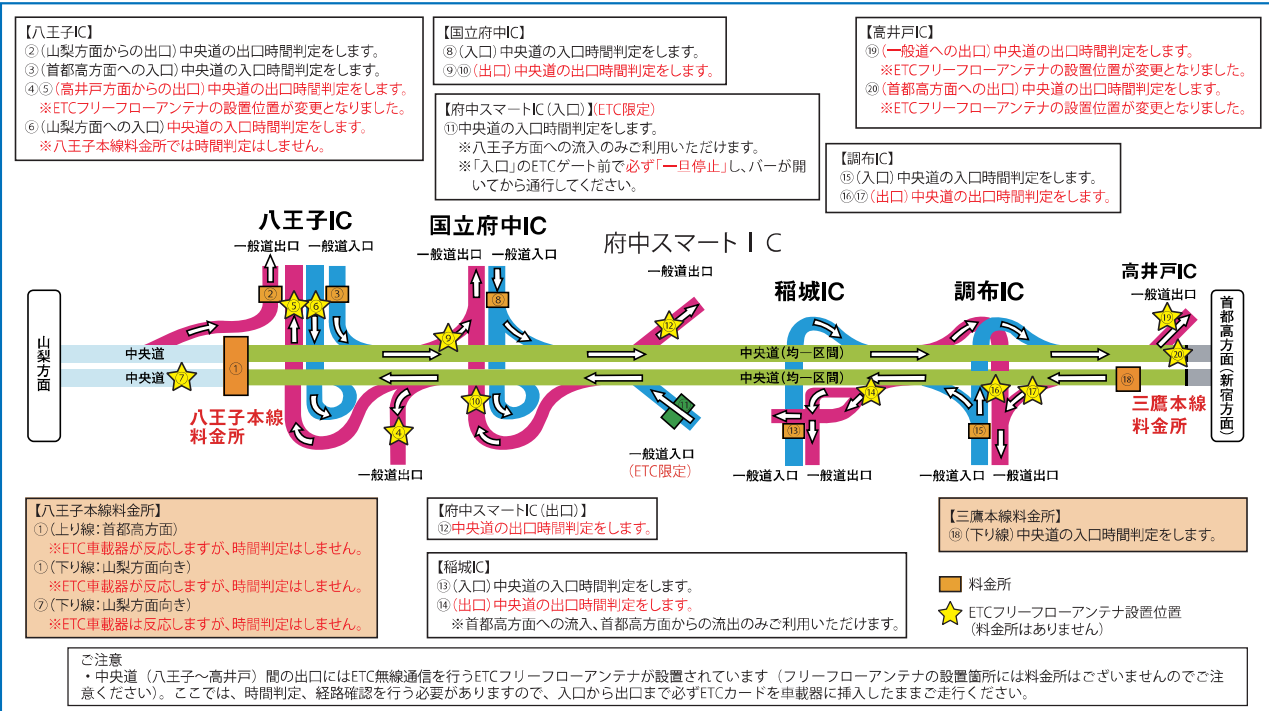 【八王子IC】
②(山梨方面からの出口)中央道の出口時間判定をします。
③(首都高方面への入口)中央道の入口時間判定をします。
④⑤(高井戸方面からの出口)中央道の出口時間判定をします。
※ETCフリーフローアンテナの設置位置が変更となりました。
⑥(山梨方面への入口)中央道の入口時間判定をします。
※八王子本線料金所では時間判定はしません。
【国立府中IC】
⑧(入口)中央道の入口時間判定をします。
⑨⑩(出口)中央道の出口時間判定をします。
【府中スマートIC(入口)】(ETC限定)
⑪中央道の入口時間判定をします。
※八王子方面への流入のみご利用いただけます。
※「入口」のETCゲート前で必ず「一旦停止」し、バーが開
いてから通行してください。
【高井戸IC】
⑲(一般道への出口)中央道の出口時間判定をします。
※ETCフリーフローアンテナの設置位置が変更となりました。
⑳(首都高方面への出口)中央道の出口時間判定をします。
※ETCフリーフローアンテナの設置位置が変更となりました。
【調布IC】
⑮(入口)中央道の入口時間判定をします。
⑯⑰(出口)中央道の出口時間判定をします。
八王子IC
一般道出口 一般道入口
国立府中IC
一般道出口 一般道入口
府中スマートIC
一般道出口
稲城IC
調布IC
高井戸IC
一般道出口
② ⑤ ⑥ ③ ⑧ ⑨ ⑫ ⑲ ⑳
山梨方面
首都高方面(新宿方面)
中央道
中央道(均一区間)
中央道
⑦
①
中央道(均一区間)
④ ⑩ ⑪ ⑬ ⑭ ⑮ ⑯ ⑰ ⑱
八王子本線
料金所
三鷹本線
料金所
一般道出口
一般道入口
(ETC限定)
一般道入口 一般道出口
一般道入口 一般道出口
【八王子本線料金所】
①(上り線:首都高方面)
※ETC車載器が反応しますが、時間判定はしません。
①(下り線:山梨方面向き)
※ETC車載器が反応しますが、時間判定はしません。
⑦(下り線:山梨方面向き)
※ETC車載器は反応しますが、時間判定はしません。
【府中スマートIC(出口)】
⑫中央道の出口時間判定をします。
【稲城IC】
⑬(入口)中央道の入口時間判定をします。
⑭(出口)中央道の出口時間判定をします。
※首都高方面への流入、首都高方面からの流出のみご利用いただけます。
【三鷹本線料金所】
⑱(下り線)中央道の入口時間判定をします。
料金所
ETCフリーフローアンテナ設置位置
(料金所はありません)
ご注意
・中央道(八王子~高井戸)間の出口にはETC無線通信を行うETCフリーフローアンテナが設置されています(フリーフローアンテナの設置箇所には料金所はございませんのでご注
意ください)。ここでは、時間判定、経路確認を行う必要がありますので、入口から出口まで必ずETCカードを車載器に挿入したままご走行ください。